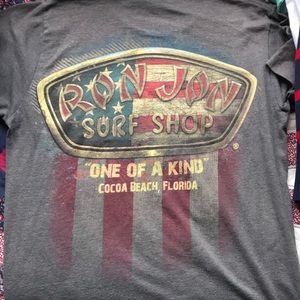 RON JON
SURF SHOP
®
"ONE OF A KIND"
COCOA BEACH, FLORIDA